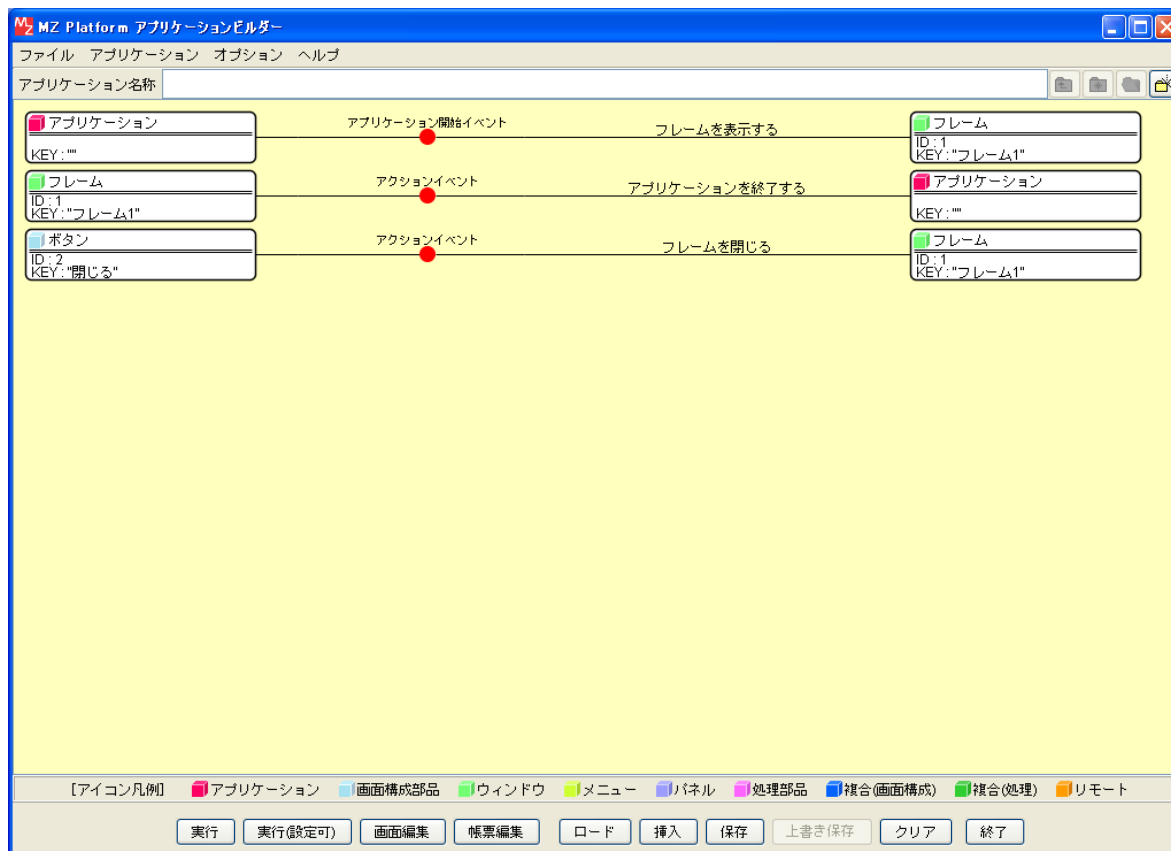 MZ Platform アプリケーションビルダー
ファイル アプリケーション オプション ヘルプ
アプリケーション名称
アプリケーション アプリケーション開始イベント フレームを表示する フレーム
ID : 1
KEY : "" KEY : "フレーム1"
フレーム アクションイベント アプリケーションを終了する アプリケーション
ID : 1
KEY : "フレーム1" KEY : ""
ボタン アクションイベント フレームを閉じる フレーム
ID : 2 ID : 1
KEY : "閉じる" KEY : "フレーム1"
[アイコン凡例] アプリケーション 画面構成部品 ウィンドウ メニュー パネル 処理部品 複合(画面構成) 複合(処理) リモート
実行 実行(設定可) 画面編集 帳票編集 ロード 挿入 保存 上書き保存 クリア 終了